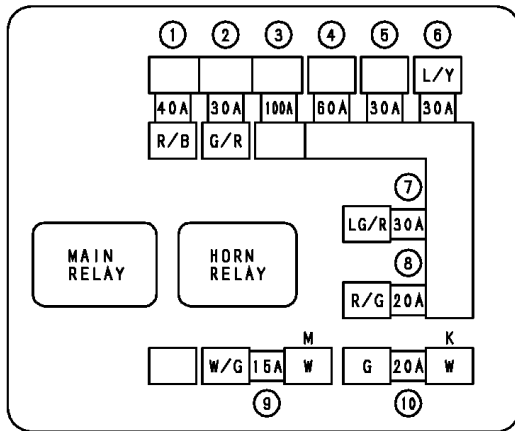 1 2 3 4 5 6
L/Y
40A 30A 100A 60A 30A 30A
R/B G/R
7
LG/R 30A
MAIN RELAY
HORN RELAY
8
R/G 20A
M K
W/G 15A W G 20A W
9 10